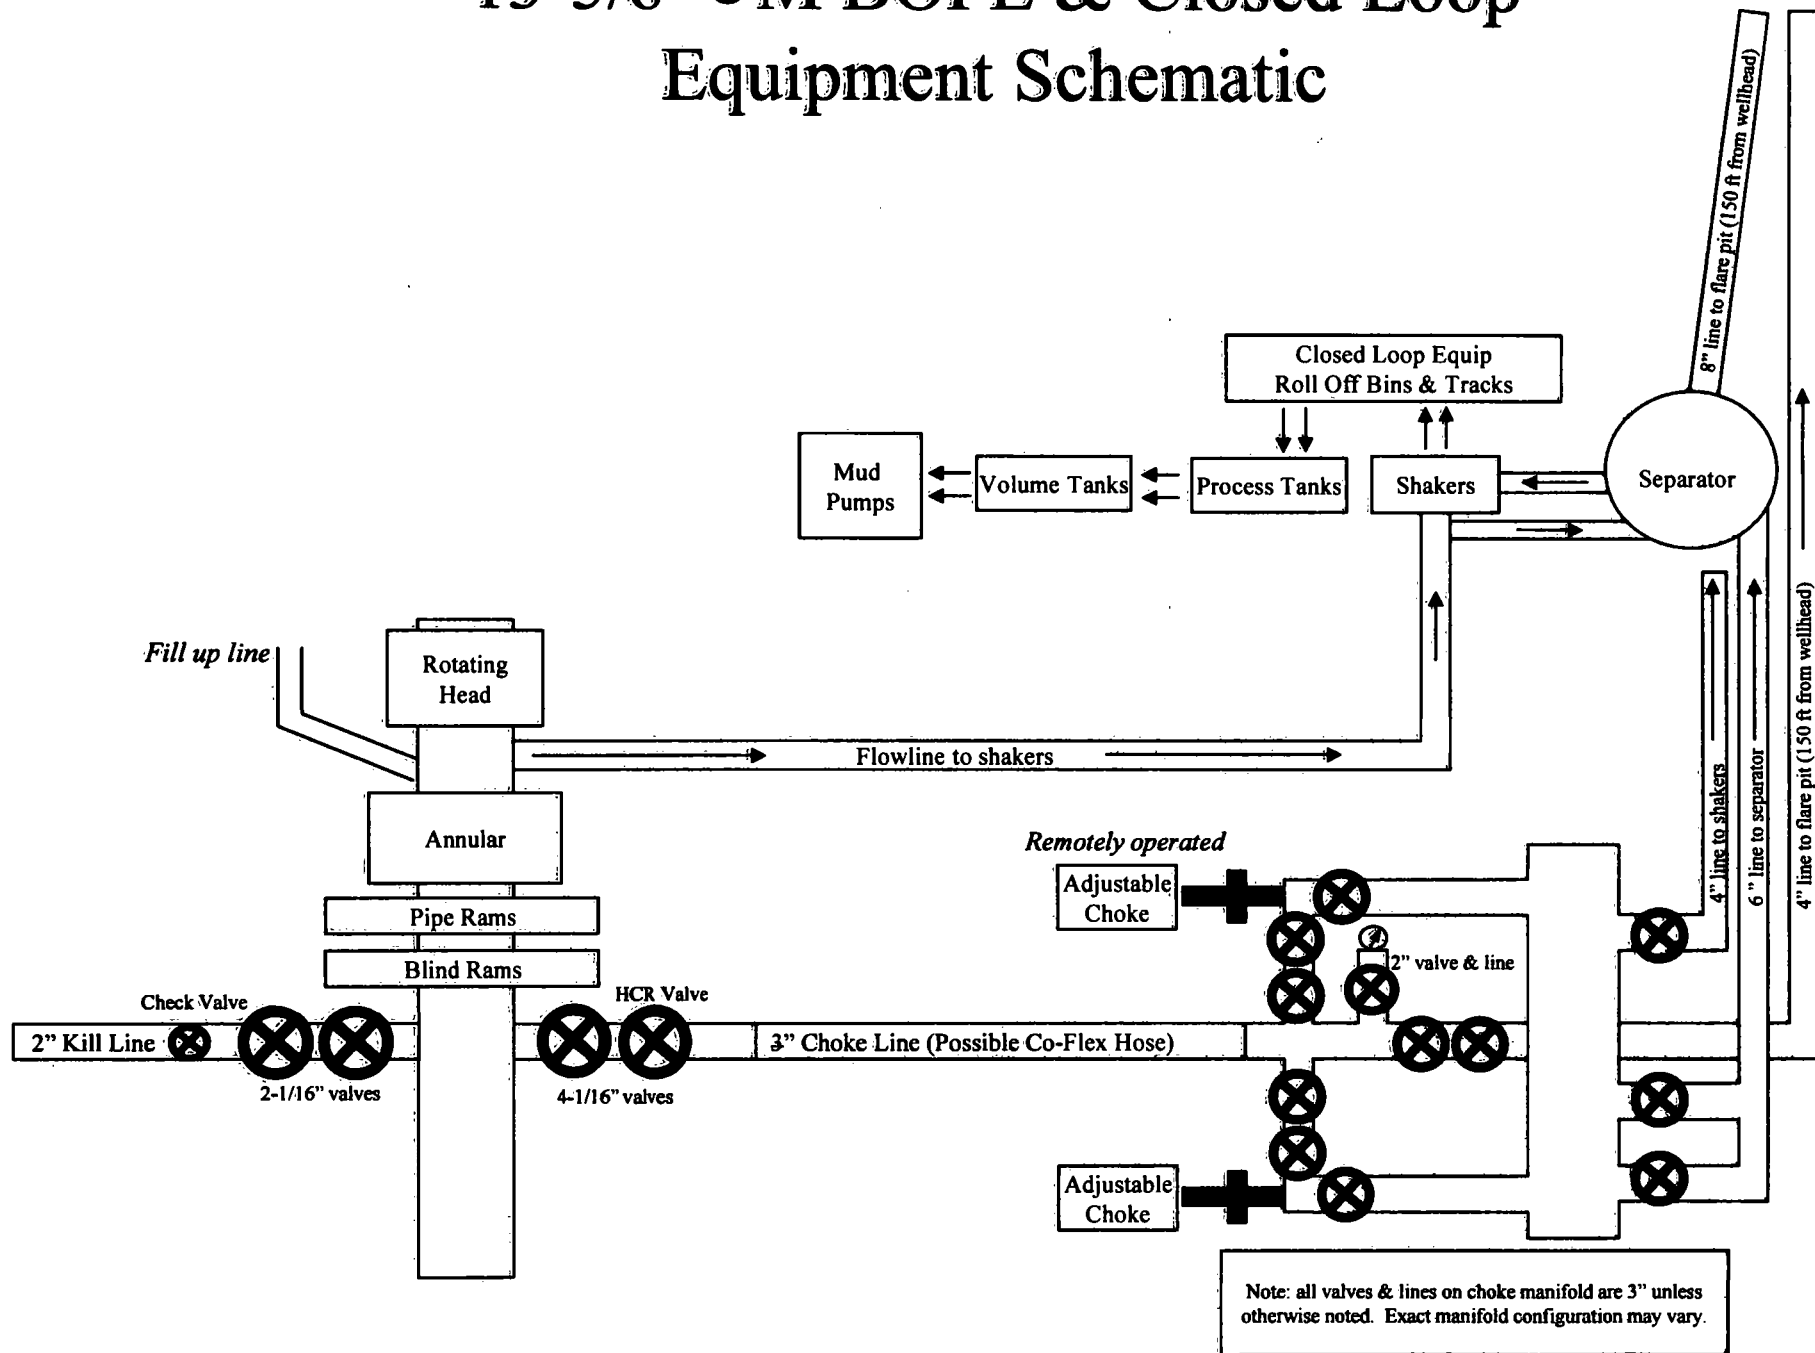 BOPE & Closed Loop
Equipment Schematic
8” line to flare pit (150 ft from wellhead)
Closed Loop Equip
Roll Off Bins & Tracks
Mud
Pumps
Volume Tanks
Process Tanks
Shakers
Separator
Fill up line
Rotating
Head
Flowline to shakers
4” line to shakers
6” line to separator
4” line to flare pit (150 ft from wellhead)
Annular
Remotely operated
Adjustable
Choke
Pipe Rams
Blind Rams
2” valve & line
Check Valve
HCR Valve
2” Kill Line
3” Choke Line (Possible Co-Flex Hose)
2-1/16” valves
4-1/16” valves
Adjustable
Choke
Note: all valves & lines on choke manifold are 3” unless
otherwise noted. Exact manifold configuration may vary.